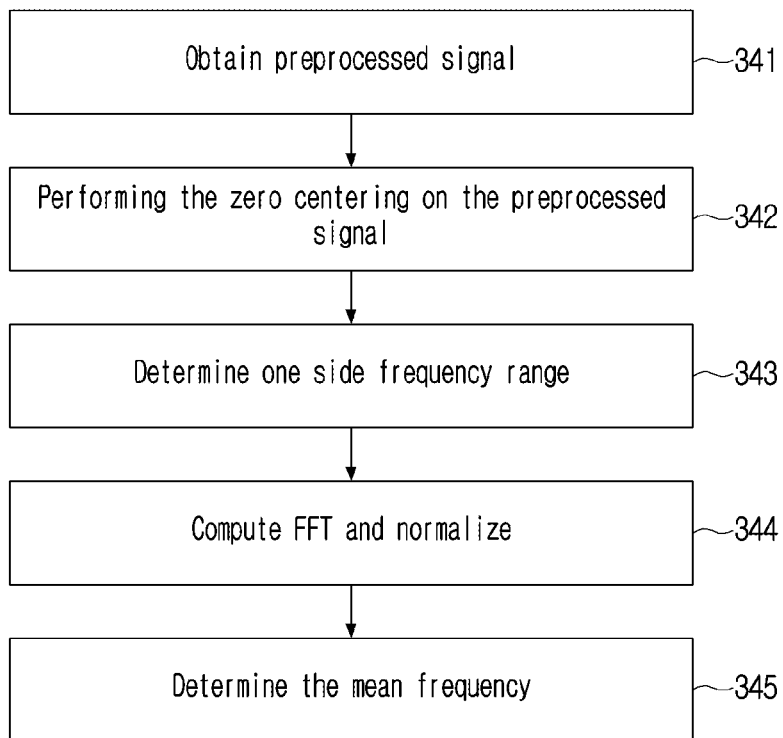 Obtain preprocessed signal
341
Performing the zero centering on the preprocessed
signal
342
Determine one side frequency range
343
Compute FFT and normalize
344
Determine the mean frequency
345